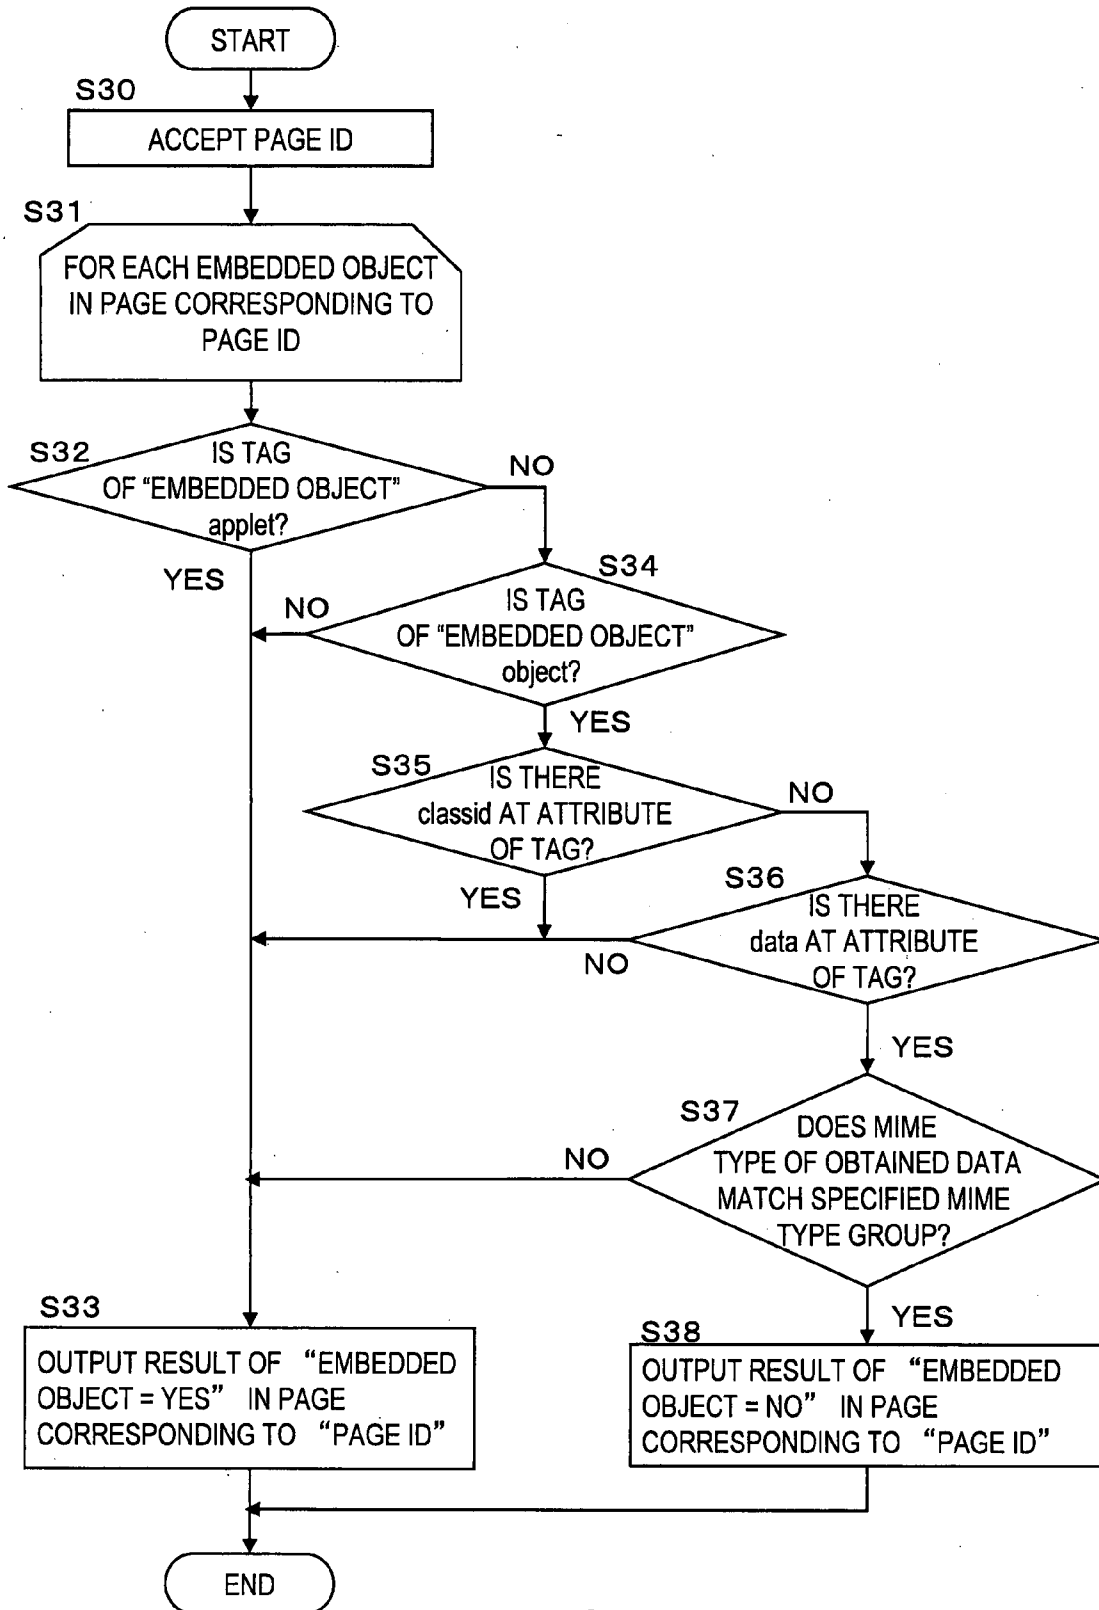 START
S30
ACCEPT PAGE ID
S31
FOR EACH EMBEDDED OBJECT
IN PAGE CORRESPONDING TO
PAGE ID
S32
IS TAG
OF “EMBEDDED OBJECT”
applet?
NO
YES
S34
NO
IS TAG
OF “EMBEDDED OBJECT”
object?
YES
S35
IS THERE
classid AT ATTRIBUTE
OF TAG?
NO
YES
S36
IS THERE
data AT ATTRIBUTE
OF TAG?
NO
YES
S37
DOES MIME
TYPE OF OBTAINED DATA
MATCH SPECIFIED MIME
TYPE GROUP?
NO
YES
S33
OUTPUT RESULT OF “EMBEDDED
OBJECT = YES” IN PAGE
CORRESPONDING TO “PAGE ID”
S38
OUTPUT RESULT OF “EMBEDDED
OBJECT = NO” IN PAGE
CORRESPONDING TO “PAGE ID”
END